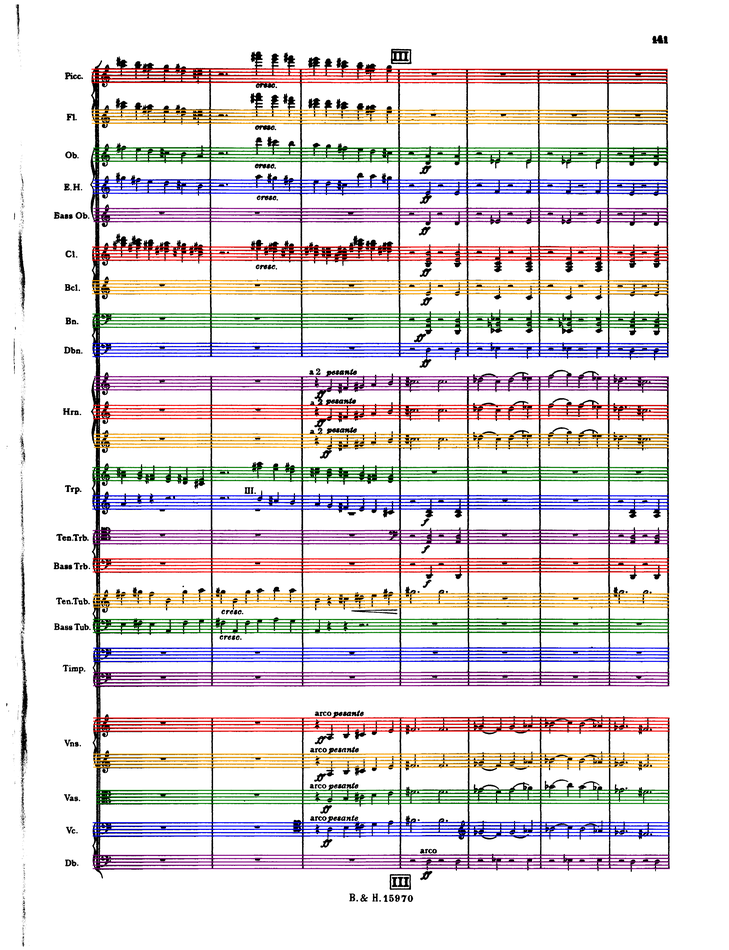 141
III
Picc.
cresc.
Fl.
cresc.
Ob.
cresc.
ff
E.H.
cresc.
ff
Bass Ob.
ff
Cl.
cresc.
ff
Bcl.
ff
Bn.
ff
Dbn.
ff
a 2 pesante
ff
Hrn.
a 2 pesante
ff
a 2 pesante
ff
Trp.
III.
f
Ten.Trb.
f
Bass Trb.
f
Ten.Tub.
cresc.
Bass Tub.
cresc.
Timp.
arco pesante
ff
Vns.
arco pesante
ff
Vas.
arco pesante
ff
Vc.
arco pesante
ff
Db.
arco
ff
III
B. & H. 15970